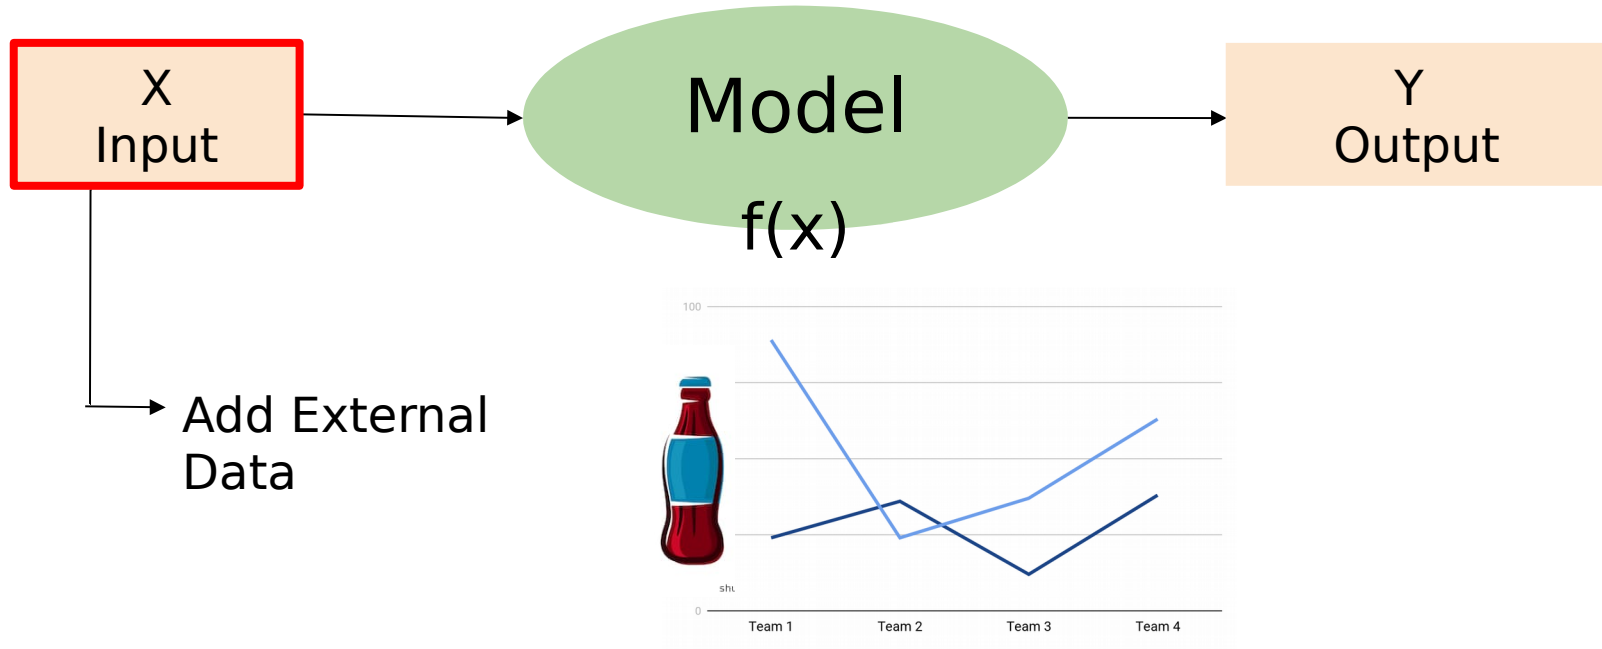 X
Input
Model
f(x)
Y
Output
Add External
Data
100
0
Team 1
Team 2
Team 3
Team 4